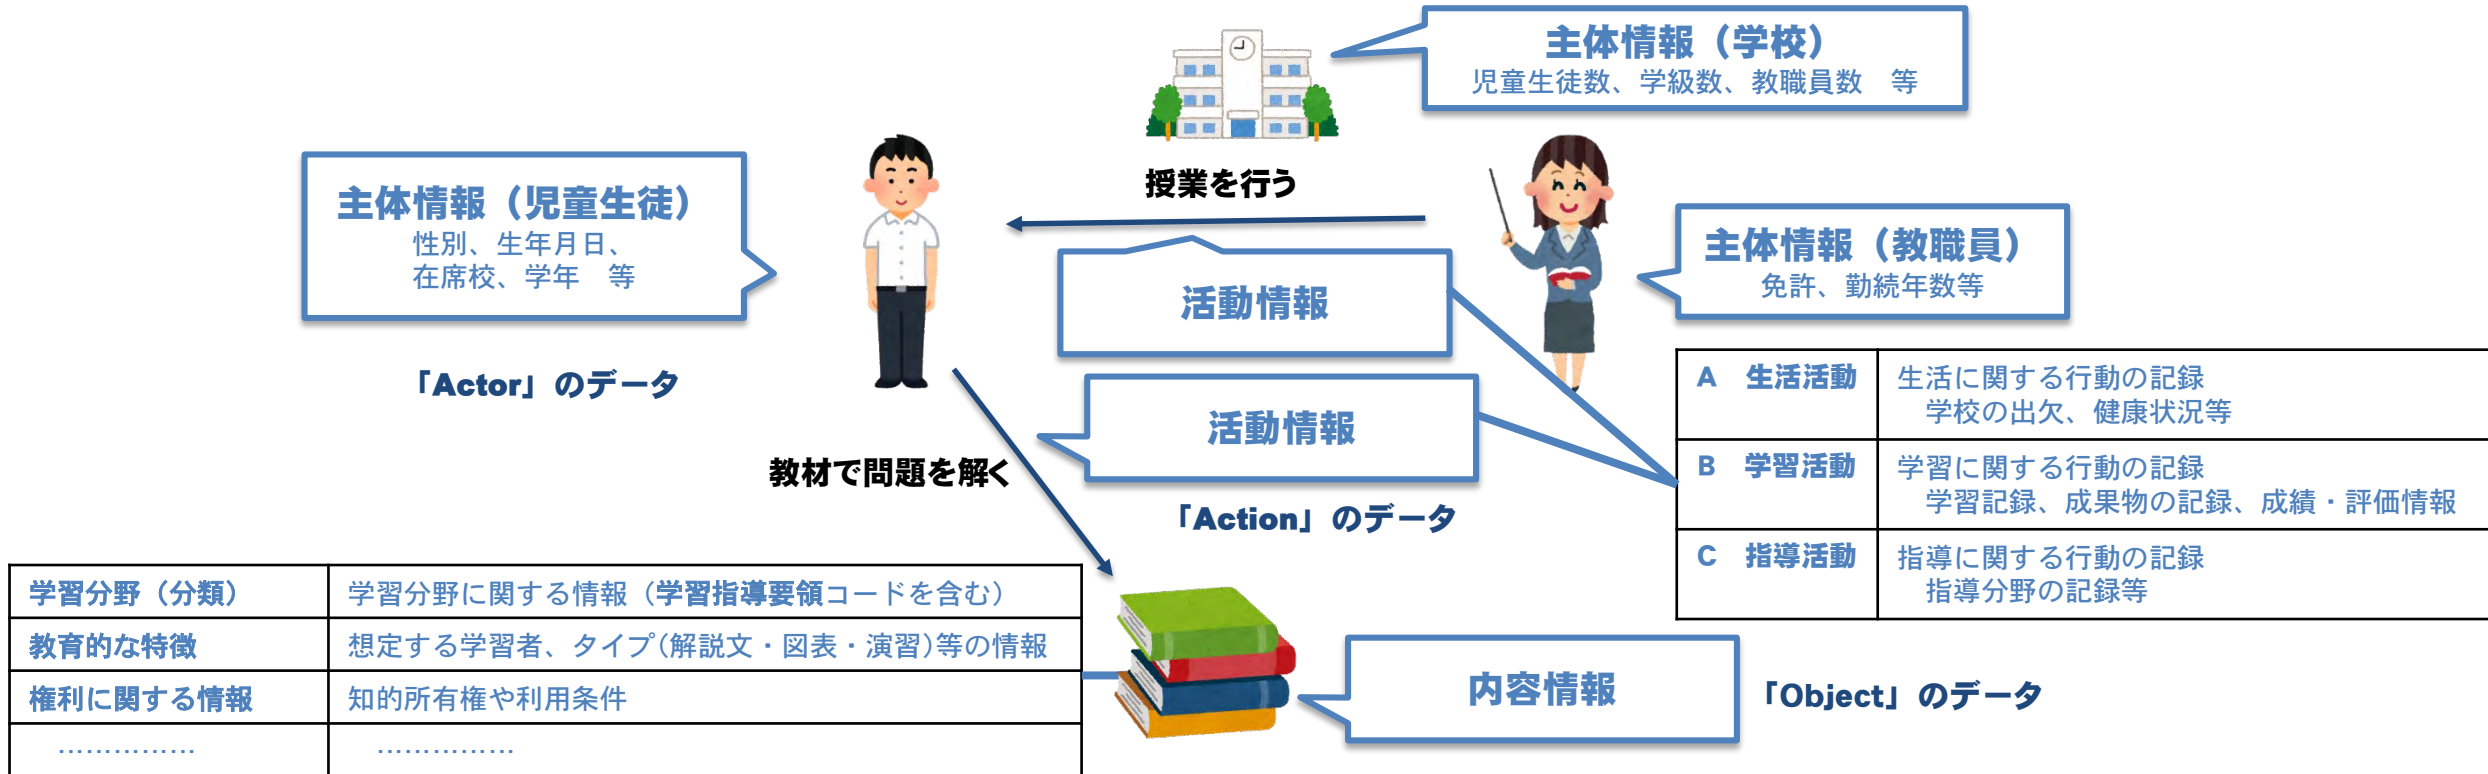 主体情報（学校）
児童生徒数、学級数、教職員数　等
授業を行う
主体情報（児童生徒）
性別、生年月日、
在席校、学年　等
主体情報（教職員）
免許、勤続年数等
活動情報
「Actor」のデータ
活動情報
教材で問題を解く
「Action」のデータ
A　生活活動　生活に関する行動の記録
学校の出欠、健康状況等
B　学習活動　学習に関する行動の記録
学習記録、成果物の記録、成績・評価情報
C　指導活動　指導に関する行動の記録
指導分野の記録等
学習分野（分類）　学習分野に関する情報（学習指導要領コードを含む）
教育的な特徴　想定する学習者、タイプ(解説文・図表・演習)等の情報
権利に関する情報　知的所有権や利用条件
……………　……………
内容情報
「Object」のデータ